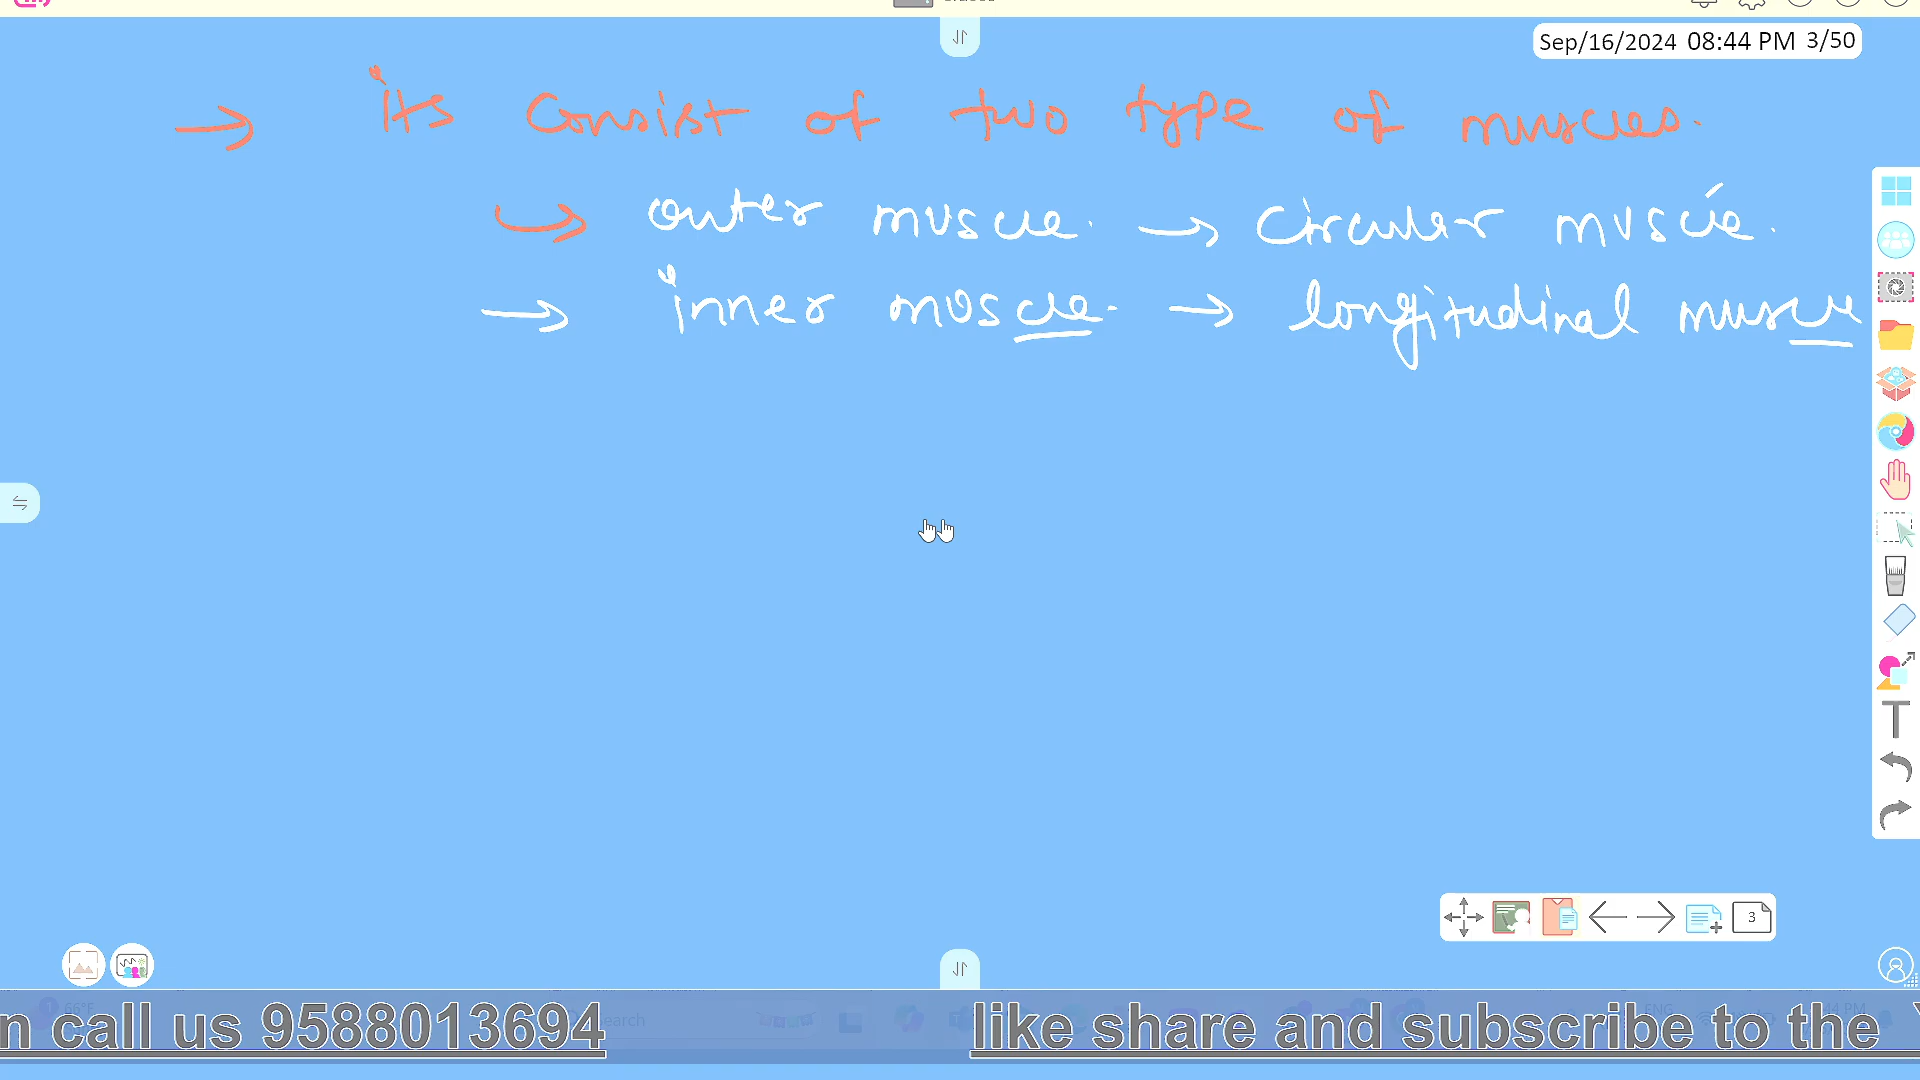 Sep/16/2024 08:44 PM 3/50
→ its consist of two type of muscles.
outer muscle. → circular muscle.
→ inner muscle. → longitudinal muscle
3
n call us 9588013694 like share and subscribe to the